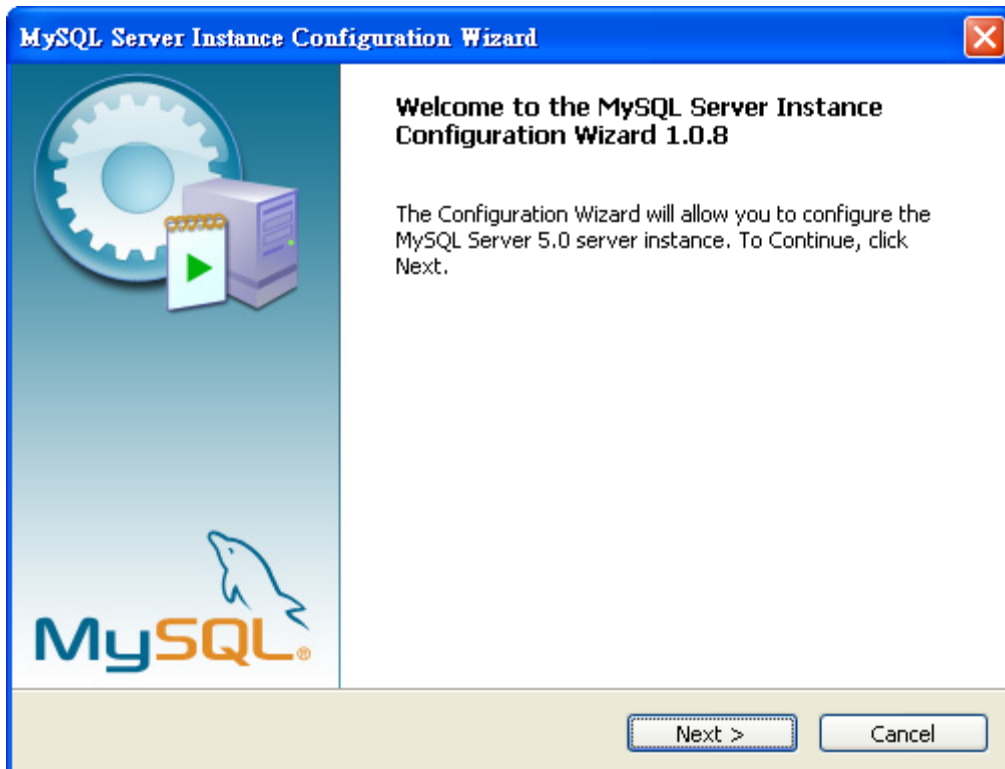 MySQL Server Instance Configuration Wizard
Welcome to the MySQL Server Instance
Configuration Wizard 1.0.8
The Configuration Wizard will allow you to configure the
MySQL Server 5.0 server instance. To Continue, click
Next.
MySQL®
Next >
Cancel